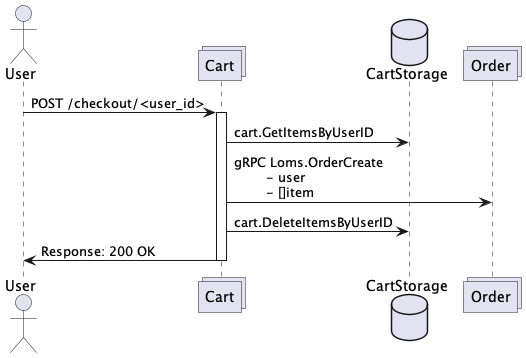 User
Cart
CartStorage
Order
POST /checkout/<user_id>
cart.GetItemsByUserID
gRPC Loms.OrderCreate
- user
- []item
cart.DeleteItemsByUserID
Response: 200 OK
User
Cart
CartStorage
Order